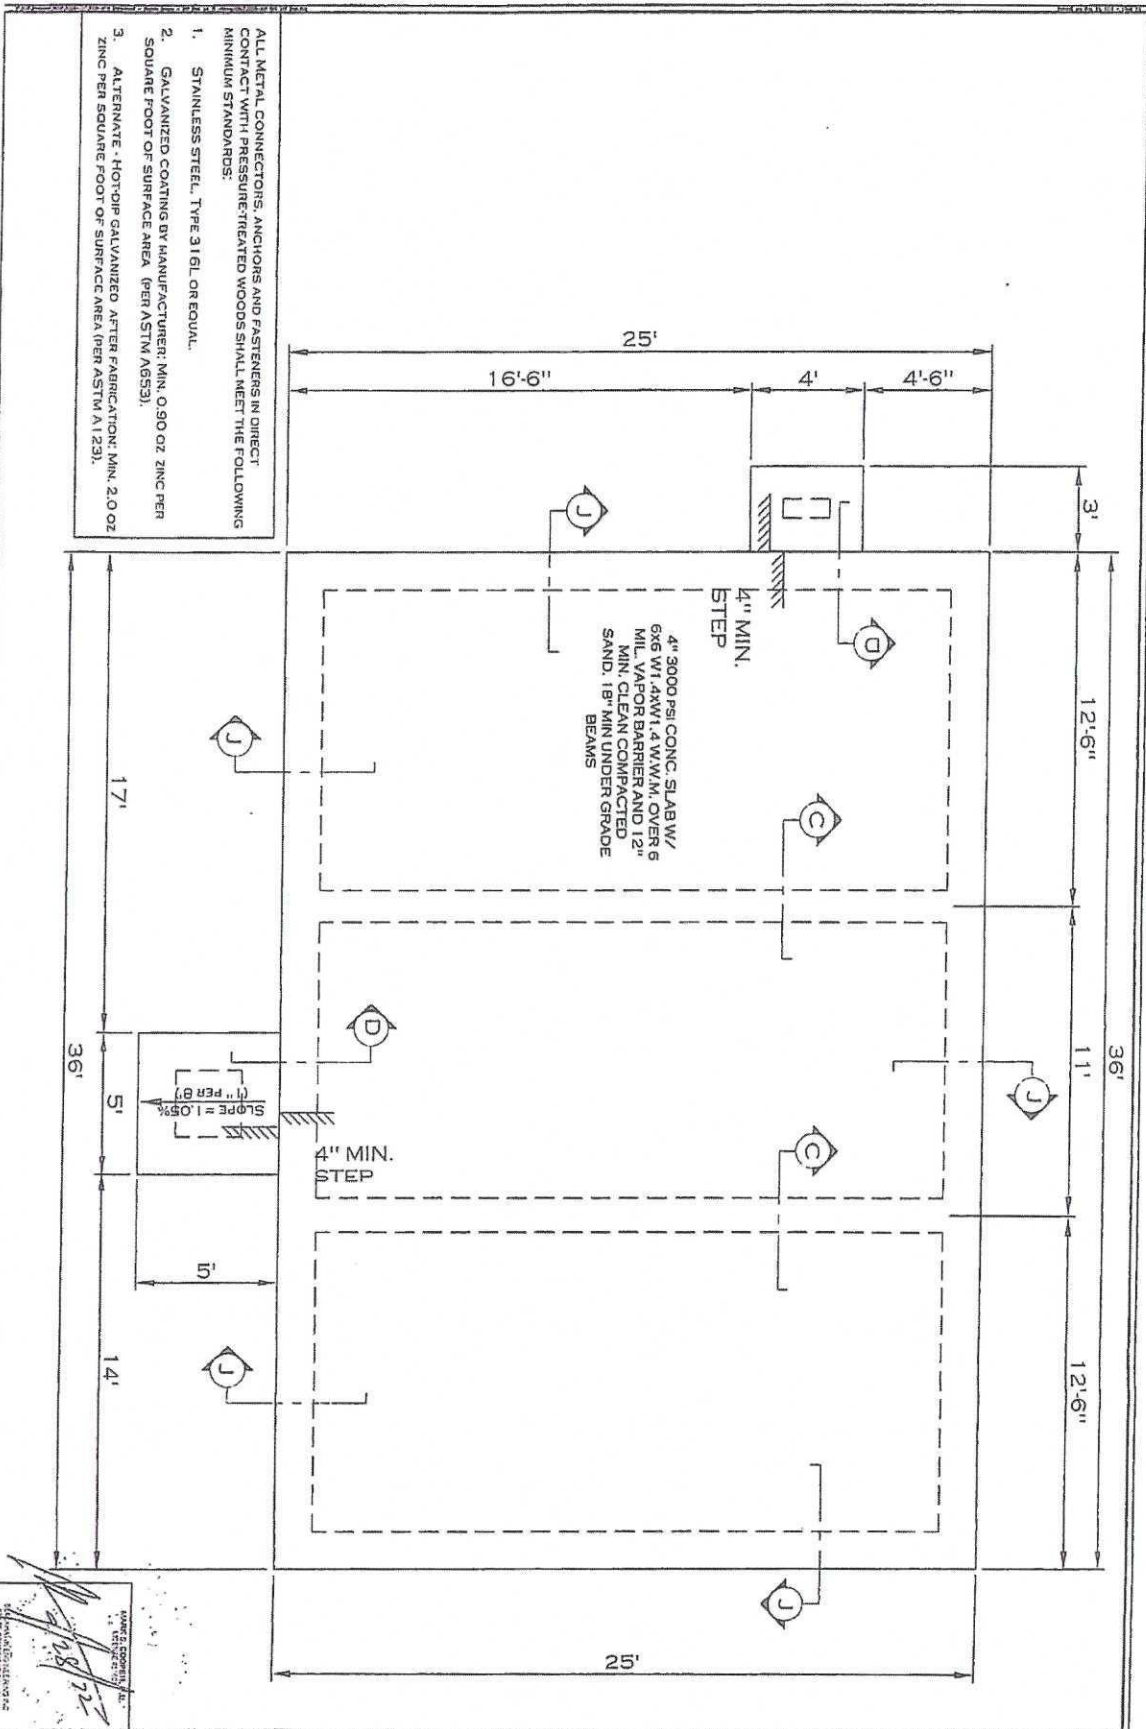 36'
12'-6"
11'
12'-6"
3'
25'
4'-6"
4'
16'-6"
25'
D
J
C
C
J
J
J
D
J
J
4" MIN.
STEP
4" 3000 PSI CONC. SLAB W/
6X6 W1.4XW1.4 W.W.M. OVER 6
MIL. VAPOR BARRIER AND 12"
MIN. CLEAN COMPACTED
SAND. 18" MIN UNDER GRADE
BEAMS
4" MIN.
STEP
SLOPE = 1.05%
(1" PER 8')
5'
17'
5'
14'
36'
ALL METAL CONNECTORS, ANCHORS AND FASTENERS IN DIRECT
CONTACT WITH PRESSURE-TREATED WOODS SHALL MEET THE FOLLOWING
MINIMUM STANDARDS:
1. STAINLESS STEEL, TYPE 316L OR EQUAL.
2. GALVANIZED COATING BY MANUFACTURER: MIN. 0.90 OZ ZINC PER
SQUARE FOOT OF SURFACE AREA (PER ASTM A653).
3. ALTERNATE - HOT-DIP GALVANIZED AFTER FABRICATION: MIN. 2.0 OZ
ZINC PER SQUARE FOOT OF SURFACE AREA (PER ASTM A123).